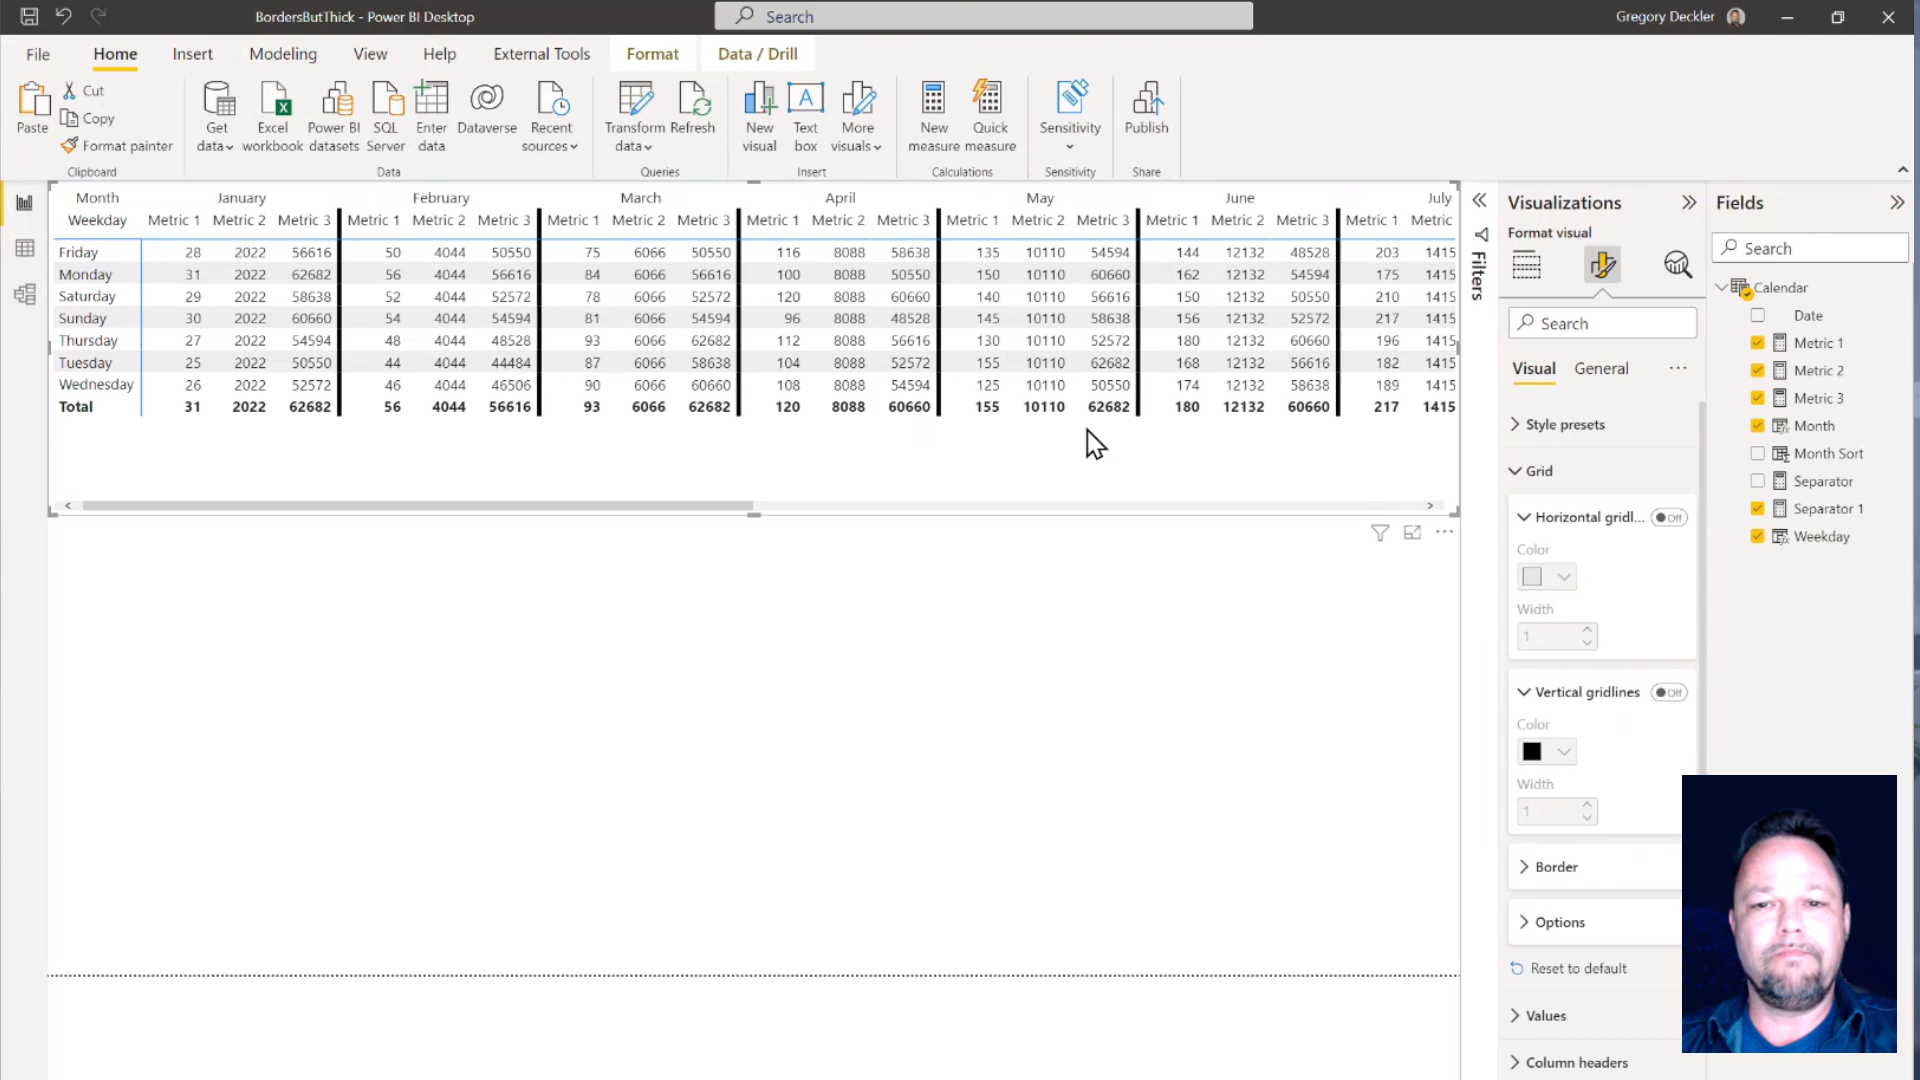 BordersButThick - Power BI Desktop
Search
Gregory Deckler
File
Home
Insert
Modeling
View
Help
External Tools
Format
Data / Drill
Paste
Cut
Copy
Format painter
Clipboard
Get data
Excel workbook
Power BI datasets
SQL Server
Enter data
Dataverse
Recent sources
Data
Transform data
Refresh
Queries
New visual
Text box
More visuals
Insert
New measure
Quick measure
Calculations
Sensitivity
Sensitivity
Publish
Share
Month January February March April May June July
Weekday Metric 1 Metric 2 Metric 3 Metric 1 Metric 2 Metric 3 Metric 1 Metric 2 Metric 3 Metric 1 Metric 2 Metric 3 Metric 1 Metric 2 Metric 3 Metric 1 Metric 2 Metric 3 Metric 1 Metric
Friday 28 2022 56616 50 4044 50550 75 6066 50550 116 8088 58638 135 10110 54594 144 12132 48528 203 1415
Monday 31 2022 62682 56 4044 56616 84 6066 56616 100 8088 50550 150 10110 60660 162 12132 54594 175 1415
Saturday 29 2022 58638 52 4044 52572 78 6066 52572 120 8088 60660 140 10110 56616 150 12132 50550 210 1415
Sunday 30 2022 60660 54 4044 54594 81 6066 54594 96 8088 48528 145 10110 58638 156 12132 52572 217 1415
Thursday 27 2022 54594 48 4044 48528 93 6066 62682 112 8088 56616 130 10110 52572 180 12132 60660 196 1415
Tuesday 25 2022 50550 44 4044 44484 87 6066 58638 104 8088 52572 155 10110 62682 168 12132 56616 182 1415
Wednesday 26 2022 52572 46 4044 46506 90 6066 60660 108 8088 54594 125 10110 50550 174 12132 58638 189 1415
Total 31 2022 62682 56 4044 56616 93 6066 62682 120 8088 60660 155 10110 62682 180 12132 60660 217 1415
Filters
Visualizations
Format visual
Search
Visual
General
Style presets
Grid
Horizontal gridl...
Off
Color
Width
1
Vertical gridlines
Off
Color
Width
1
Border
Options
Reset to default
Values
Column headers
Fields
Search
Calendar
Date
Metric 1
Metric 2
Metric 3
Month
Month Sort
Separator
Separator 1
Weekday